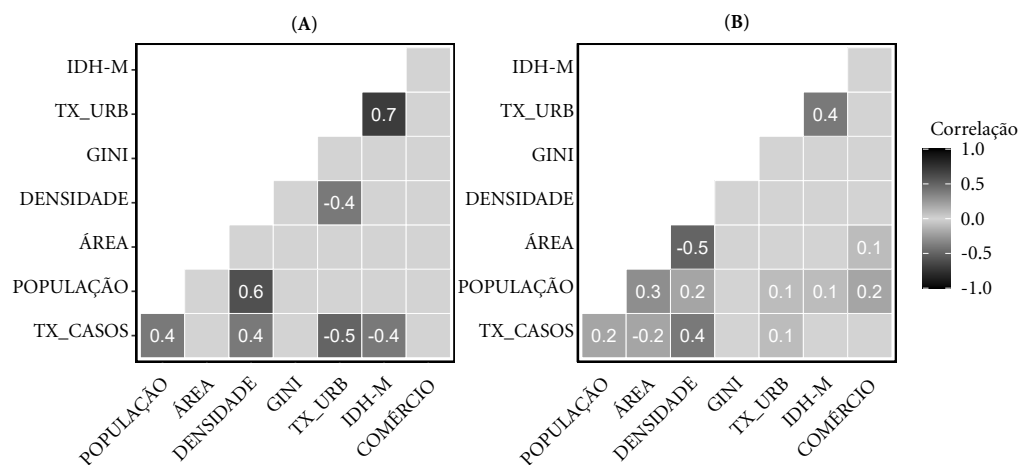 (A)
IDH-M
TX_URB
0.7
GINI
DENSIDADE
-0.4
ÁREA
POPULAÇÃO
0.6
TX_CASOS
0.4
0.4
-0.5
-0.4
POPULAÇÃO
ÁREA
DENSIDADE
GINI
TX_URB
IDH-M
COMÉRCIO
(B)
IDH-M
TX_URB
0.4
GINI
DENSIDADE
ÁREA
-0.5
0.1
POPULAÇÃO
0.3
0.2
0.1
0.1
0.2
TX_CASOS
0.2
-0.2
0.4
0.1
POPULAÇÃO
ÁREA
DENSIDADE
GINI
TX_URB
IDH-M
COMÉRCIO
Correlação
1.0
0.5
0.0
-0.5
-1.0